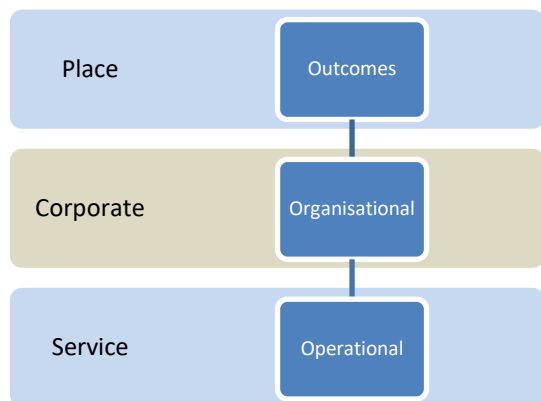 Place
Outcomes
Corporate
Organisational
Service
Operational